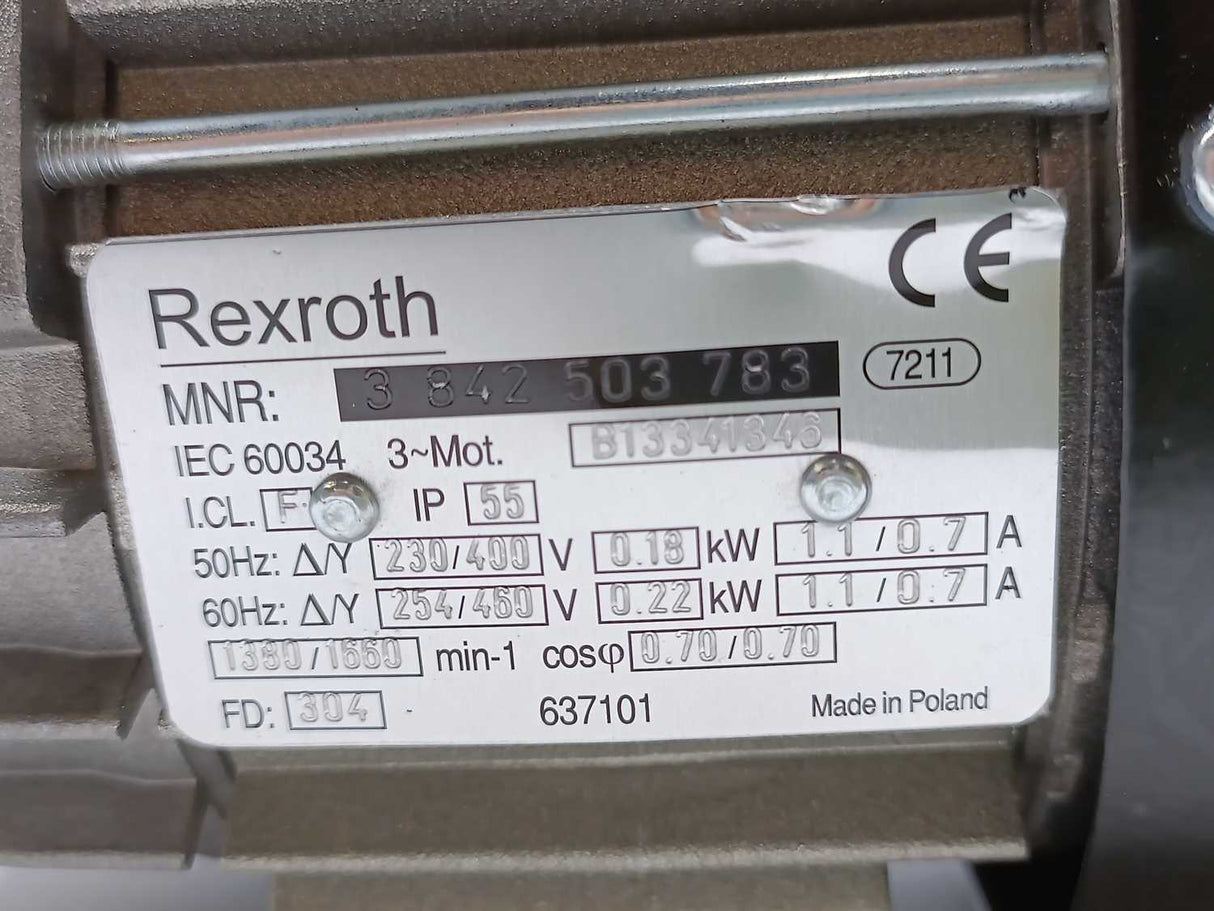 Rexroth CE
MNR: 3 842 503 783 7211
IEC 60034 3~Mot. B13341346
I.CL. F IP 55
50Hz: Δ/Y 230/400 V 0.18 kW 1.1/0.7 A
60Hz: Δ/Y 254/460 V 0.22 kW 1.1/0.7 A
1380/1660 min-1 cosφ 0.70/0.70
FD: 304 637101 Made in Poland